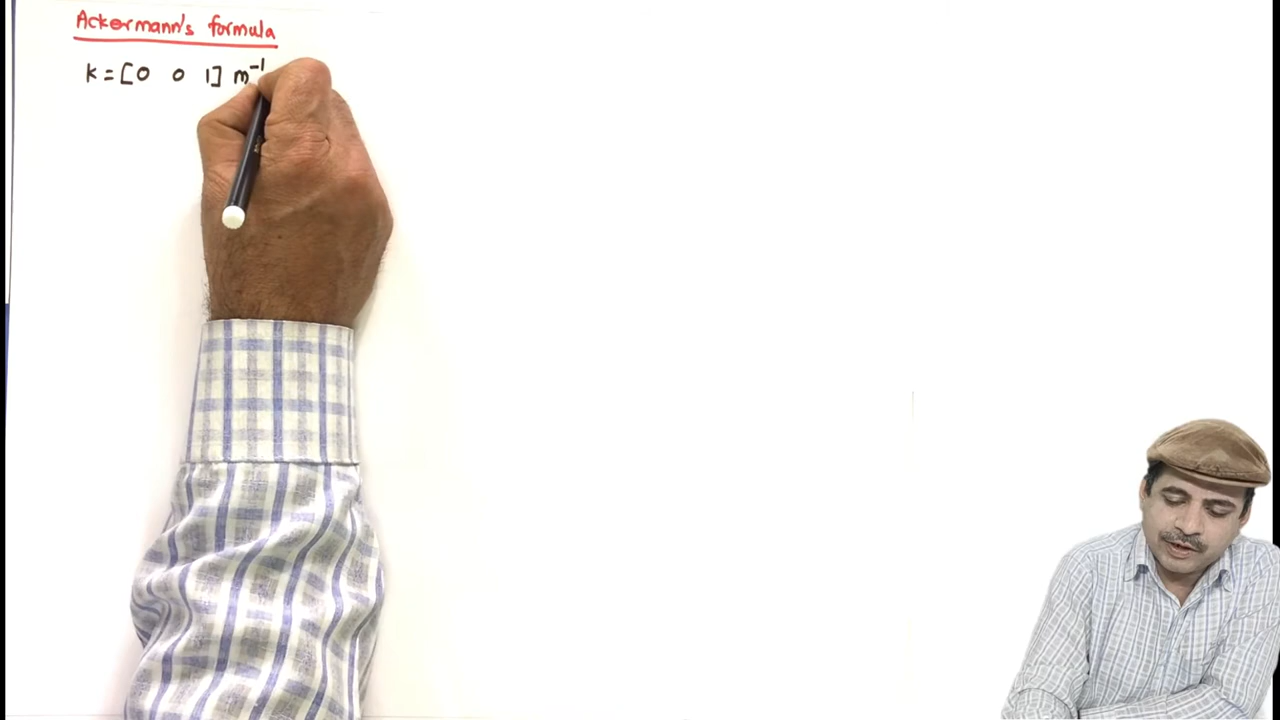 Ackermann's formula
k = [0 0 1] m⁻¹